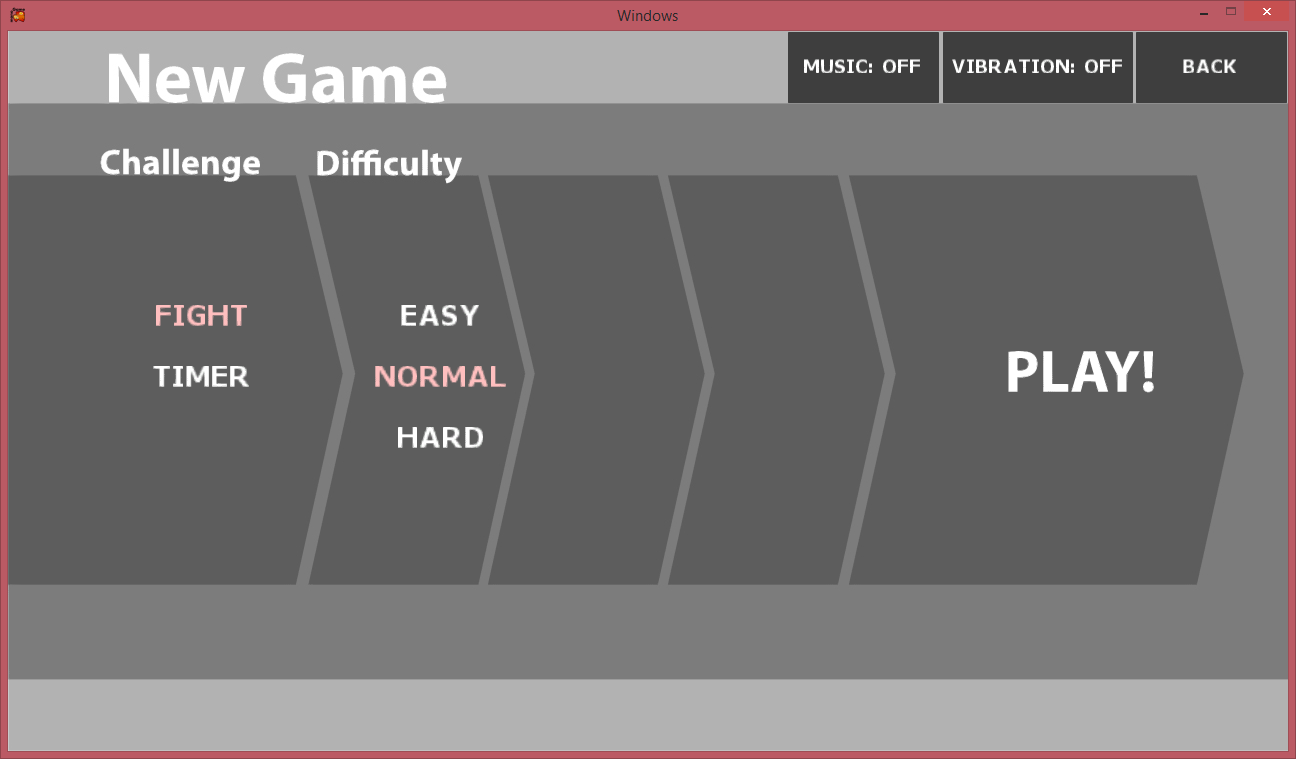 Windows
New Game
MUSIC: OFF
VIBRATION: OFF
BACK
Challenge
Difficulty
FIGHT
TIMER
EASY
NORMAL
HARD
PLAY!